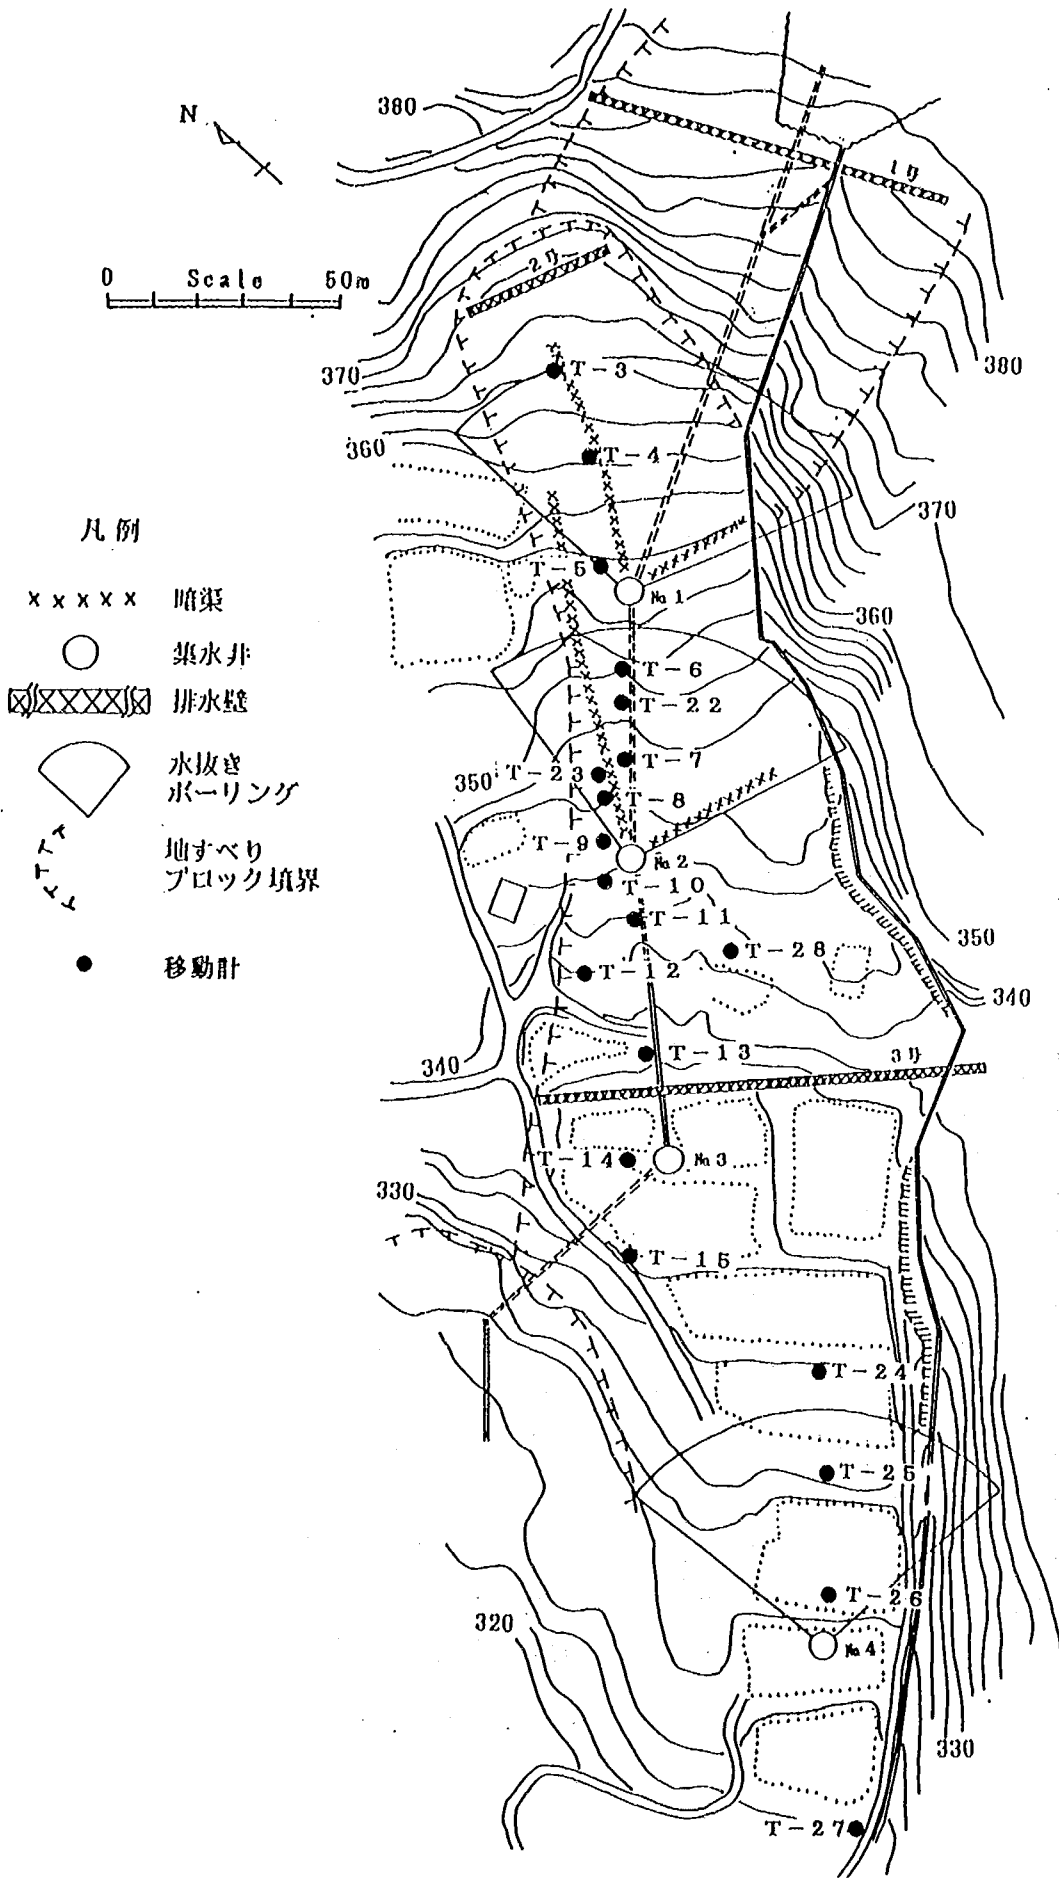 380
1号
N
2号
0 Scale 50m
380
370
T-3
360
T-4
370
凡例
T-5
No.1
暗渠
360
集水井
T-6
排水壁
T-22
水抜き
ボーリング
T-7
T-23
350
T-8
T-9
地すべり
ブロック境界
No.2
T-10
T-11
350
T-28
移動計
T-12
340
T-13
3号
340
T-14
No.3
330
T-15
T-24
T-25
T-26
320
No.4
330
T-27